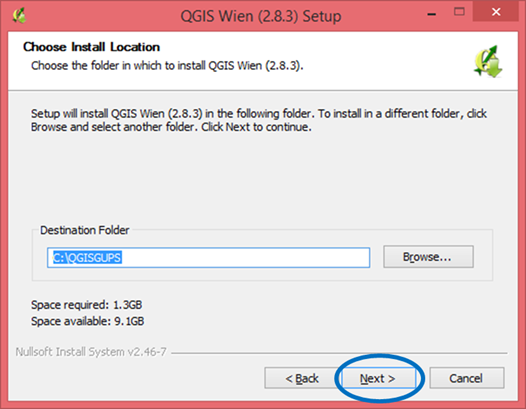 QGIS Wien (2.8.3) Setup
Choose Install Location
Choose the folder in which to install QGIS Wien (2.8.3).
Setup will install QGIS Wien (2.8.3) in the following folder. To install in a different folder, click
Browse and select another folder. Click Next to continue.
Destination Folder
C:\QGISGUPS
Browse...
Space required: 1.3GB
Space available: 9.1GB
Nullsoft Install System v2.46-7
< Back
Next >
Cancel